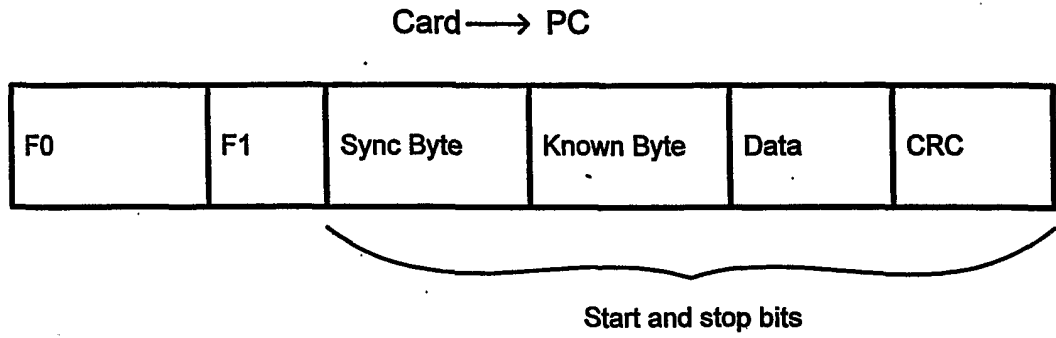 Card ⟶ PC
F0 F1 Sync Byte Known Byte Data CRC
Start and stop bits